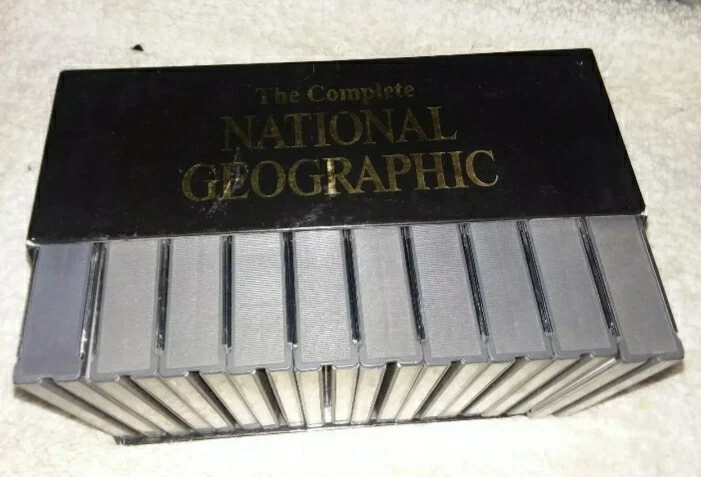 The Complete
NATIONAL
GEOGRAPHIC